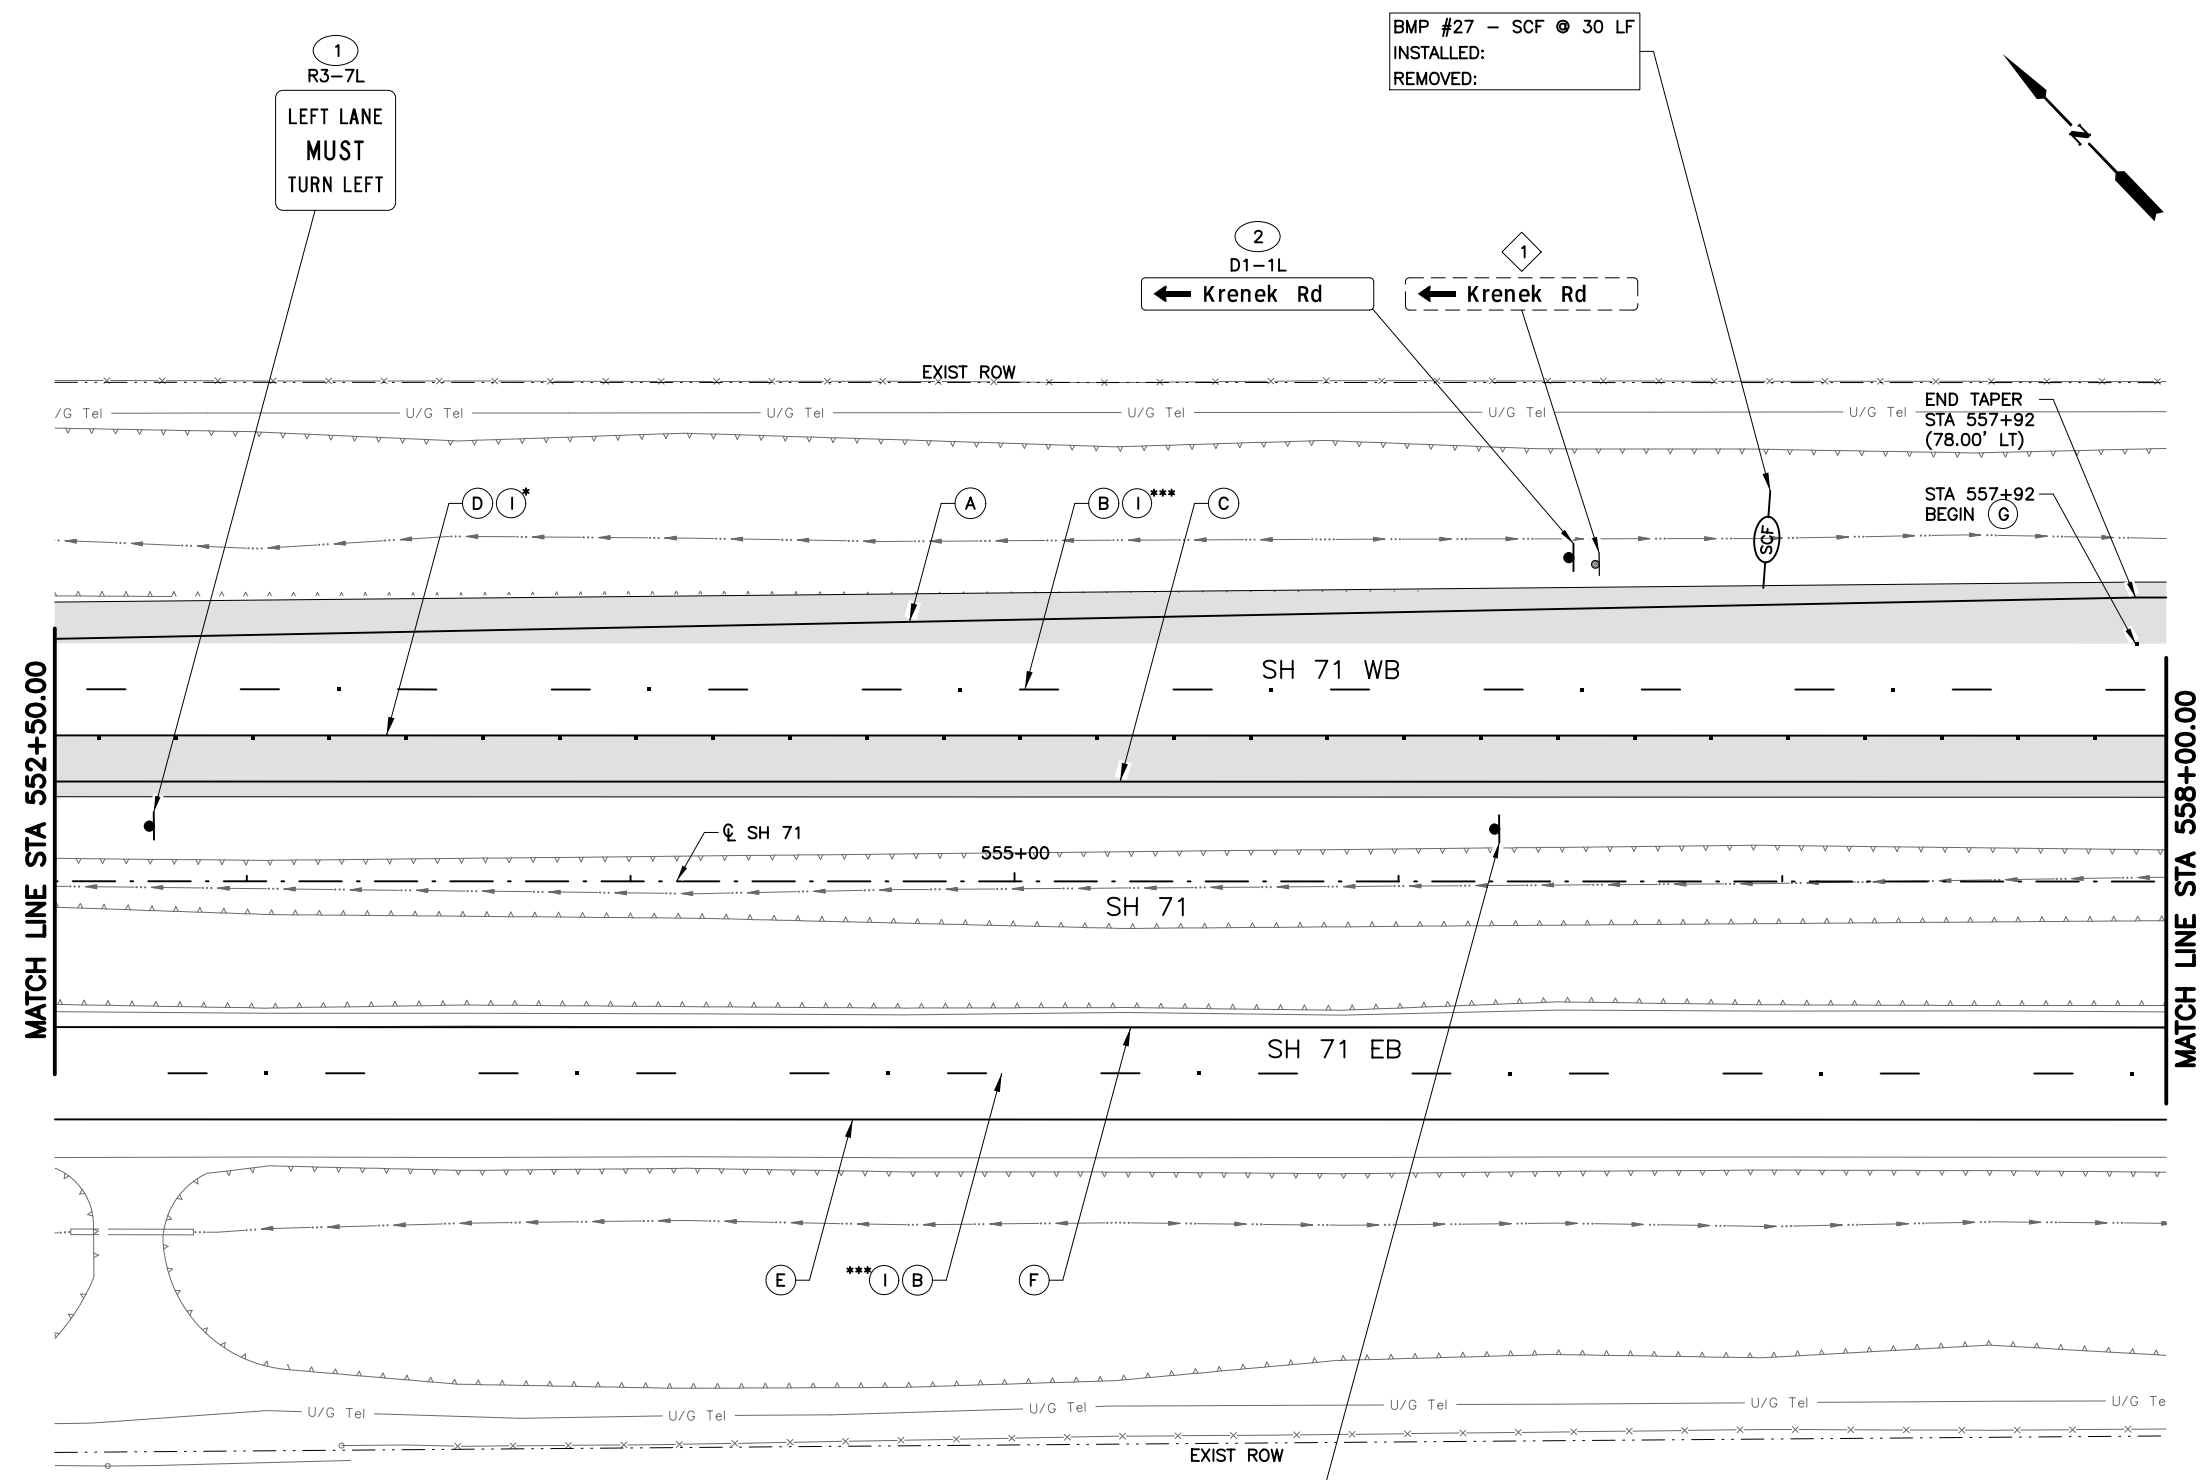 BMP #27 – SCF @ 30 LF
INSTALLED:
REMOVED:
1
R3–7L
LEFT LANE
MUST
TURN LEFT
N
2
D1–1L
Krenek Rd
1
Krenek Rd
EXIST ROW
/G Tel
U/G Tel
U/G Tel
U/G Tel
U/G Tel
U/G Tel
END TAPER
STA 557+92
(78.00' LT)
D I*
A
B I***
C
STA 557+92
BEGIN G
SCF
SH 71 WB
MATCH LINE STA 552+50.00
MATCH LINE STA 558+00.00
℄ SH 71
555+00
SH 71
SH 71 EB
E
*** I B
F
U/G Tel
U/G Tel
U/G Tel
U/G Tel
U/G Tel
U/G Te
EXIST ROW